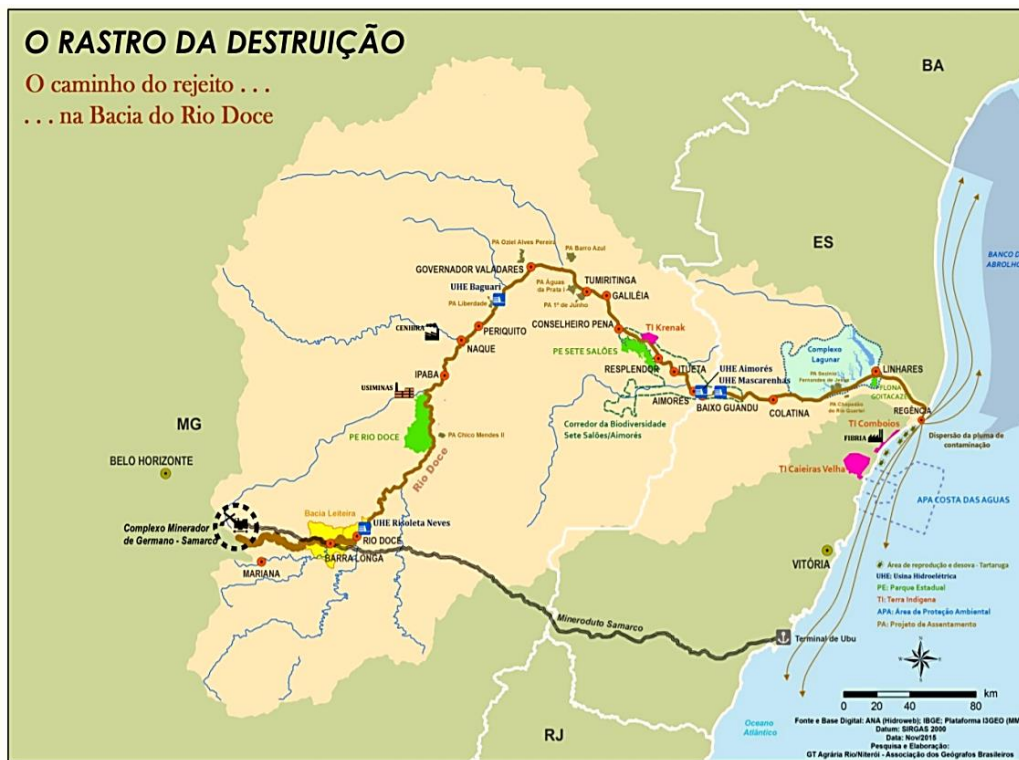 O RASTRO DA DESTRUIÇÃO
O caminho do rejeito . . .
. . . na Bacia do Rio Doce
BA
ES
BANCO D
ABROLHO
PA Oziel Alves Pereira
PA Barro Azul
GOVERNADOR VALADARES
UHE Baguari
PA Liberdade
PA Águas
da Prata I
TUMIRITINGA
PA 1º de Junho
GALILÉIA
CENIBRA
PERIQUITO
NAQUE
CONSELHEIRO PENA
TI Krenak
PE SETE SALÕES
RESPLENDOR
ITUETA
UHE Aimorés
UHE Mascarenhas
AIMORÉS
BAIXO GUANDU
COLATINA
Complexo
Lagunar
LINHARES
FLONA
GOITACAZE
REGÊNCIA
IPABA
USIMINAS
Corredor da Biodiversidade
Sete Salões/Aimorés
TI Comboios
FIBRIA
Dispersão da pluma de
contaminação
TI Caieiras Velha
APA COSTA DAS AGUAS
MG
PE RIO DOCE
PA Chico Mendes II
Rio Doce
BELO HORIZONTE
Bacia Leiteira
UHE Risoleta Neves
Complexo Minerador
de Germano - Samarco
RIO DOCE
BARRA LONGA
MARIANA
VITÓRIA
Mineroduto Samarco
Terminal de Ubu
Área de reprodução e desova - Tartaruga
UHE: Usina Hidroelétrica
PE: Parque Estadual
TI: Terra Indígena
APA: Área de Proteção Ambiental
PA: Projeto de Assentamento
km
0 20 40 80
RJ
Oceano
Atlântico
Fonte e Base Digital: ANA (Hidroweb); IBGE; Plataforma I3GEO (MM
Datum: SIRGAS 2000
Data: Nov/2015
Pesquisa e Elaboração:
GT Agrária Rio/Niterói - Associação dos Geógrafos Brasileiros